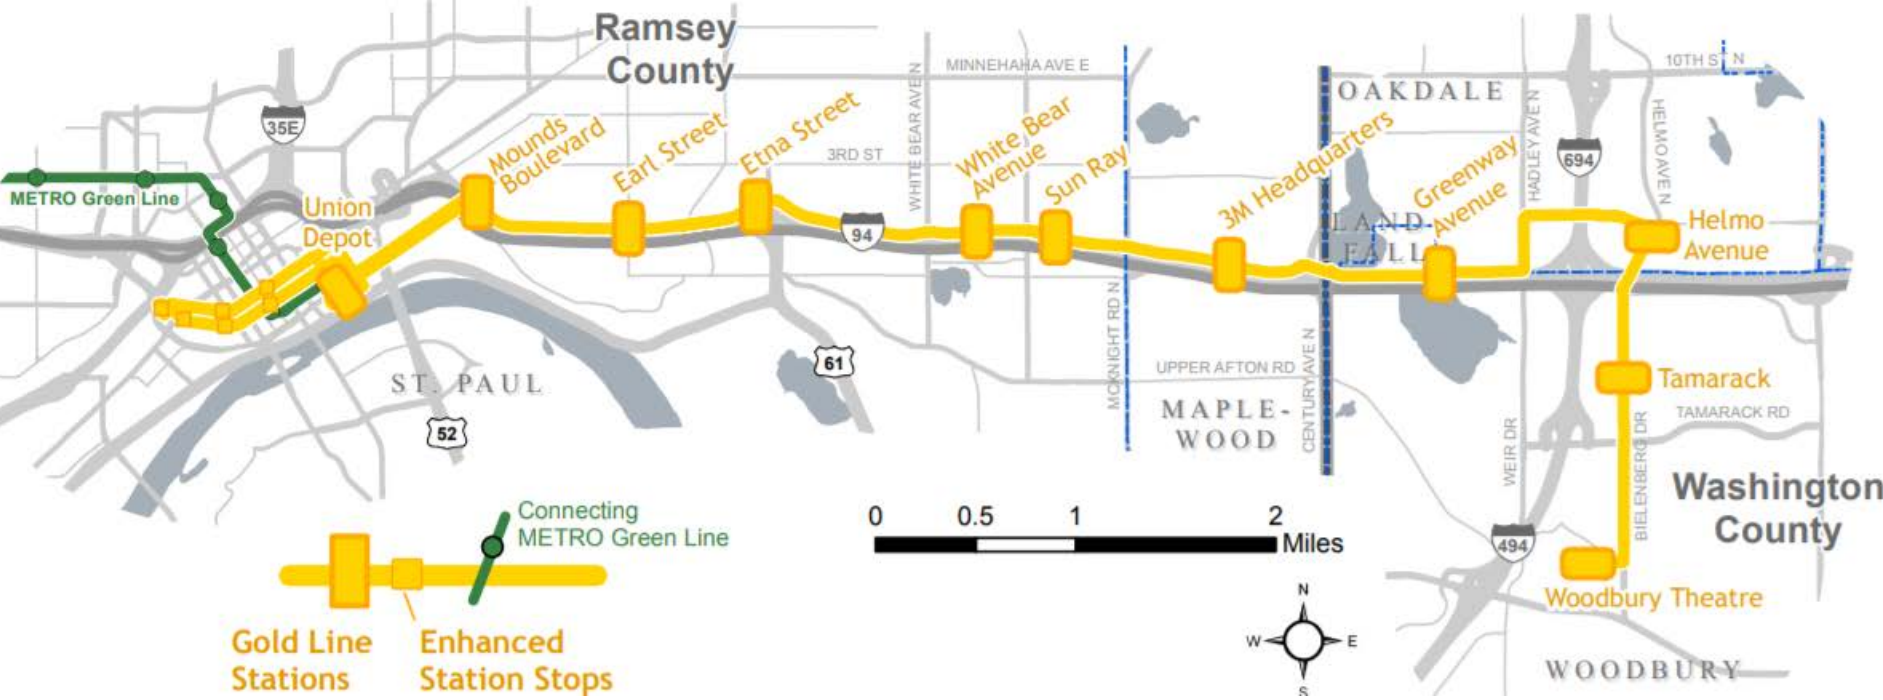 Ramsey
County
MINNEHAHA AVE E
10TH ST N
35E
METRO Green Line
Union
Depot
Mounds
Boulevard
Earl Street
Etna Street
3RD ST
WHITE BEAR AVE N
94
White Bear
Avenue
Sun Ray
3M Headquarters
OAKDALE
LAND
FALL
Greenway
Avenue
HADLEY AVE N
694
HELMO AVE N
Helmo
Avenue
ST. PAUL
52
61
MCKNIGHT RD N
UPPER AFTON RD
MAPLE-
WOOD
CENTURY AVE N
Tamarack
TAMARACK RD
WEIR DR
BIELENBERG DR
Washington
County
494
Woodbury Theatre
WOODBURY
Connecting
METRO Green Line
Gold Line
Stations
Enhanced
Station Stops
0 0.5 1 2
Miles
N
W E
S